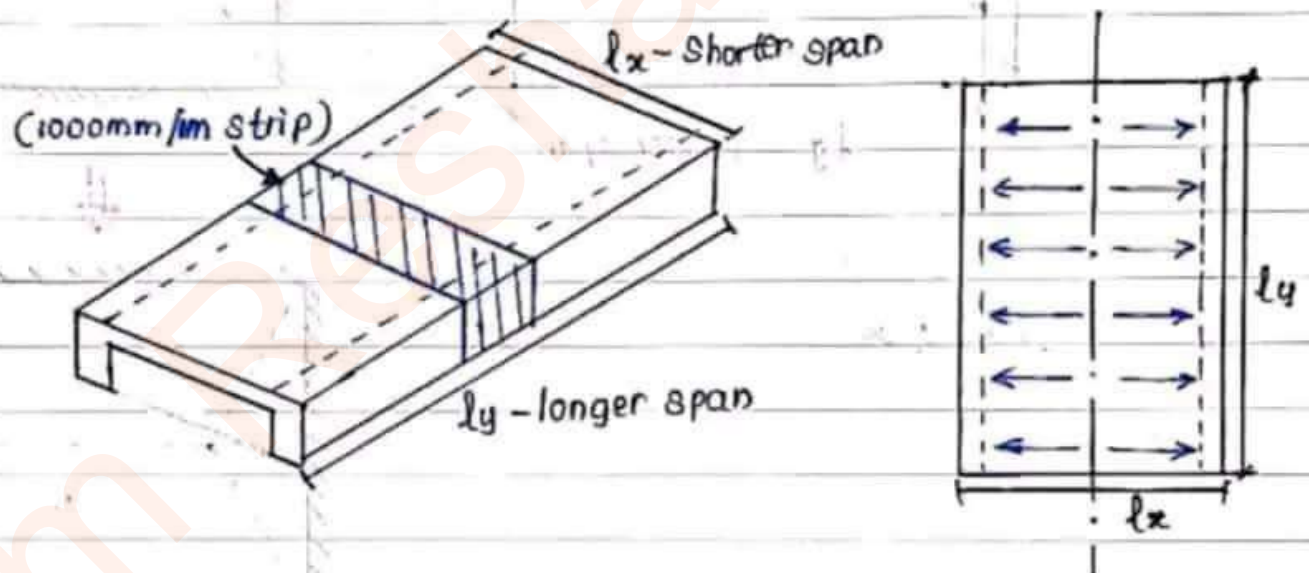 lx - shorter span
(1000mm/m strip)
ly - longer span
ly
lx